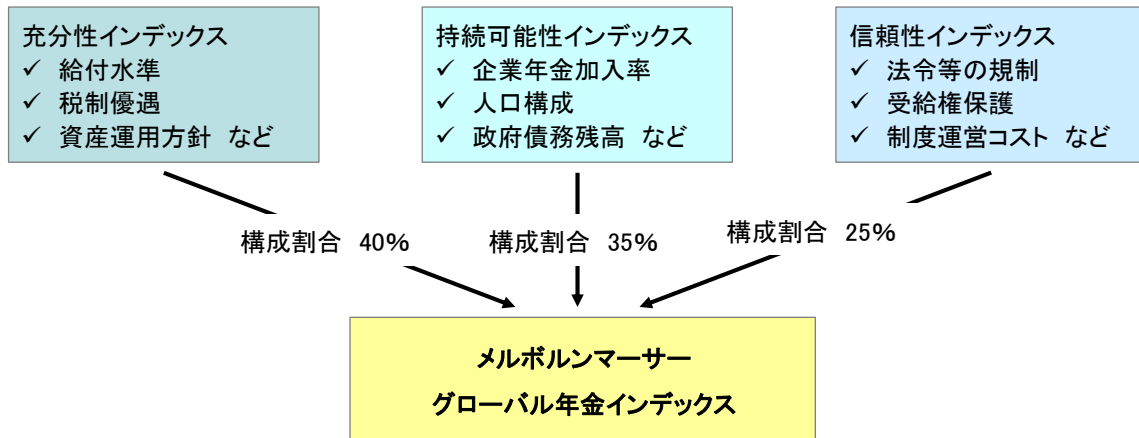 充分性インデックス
✓ 給付水準
✓ 税制優遇
✓ 資産運用方針 など
持続可能性インデックス
✓ 企業年金加入率
✓ 人口構成
✓ 政府債務残高 など
信頼性インデックス
✓ 法令等の規制
✓ 受給権保護
✓ 制度運営コスト など
構成割合 40%
構成割合 35%
構成割合 25%
メルボルンマーサー
グローバル年金インデックス